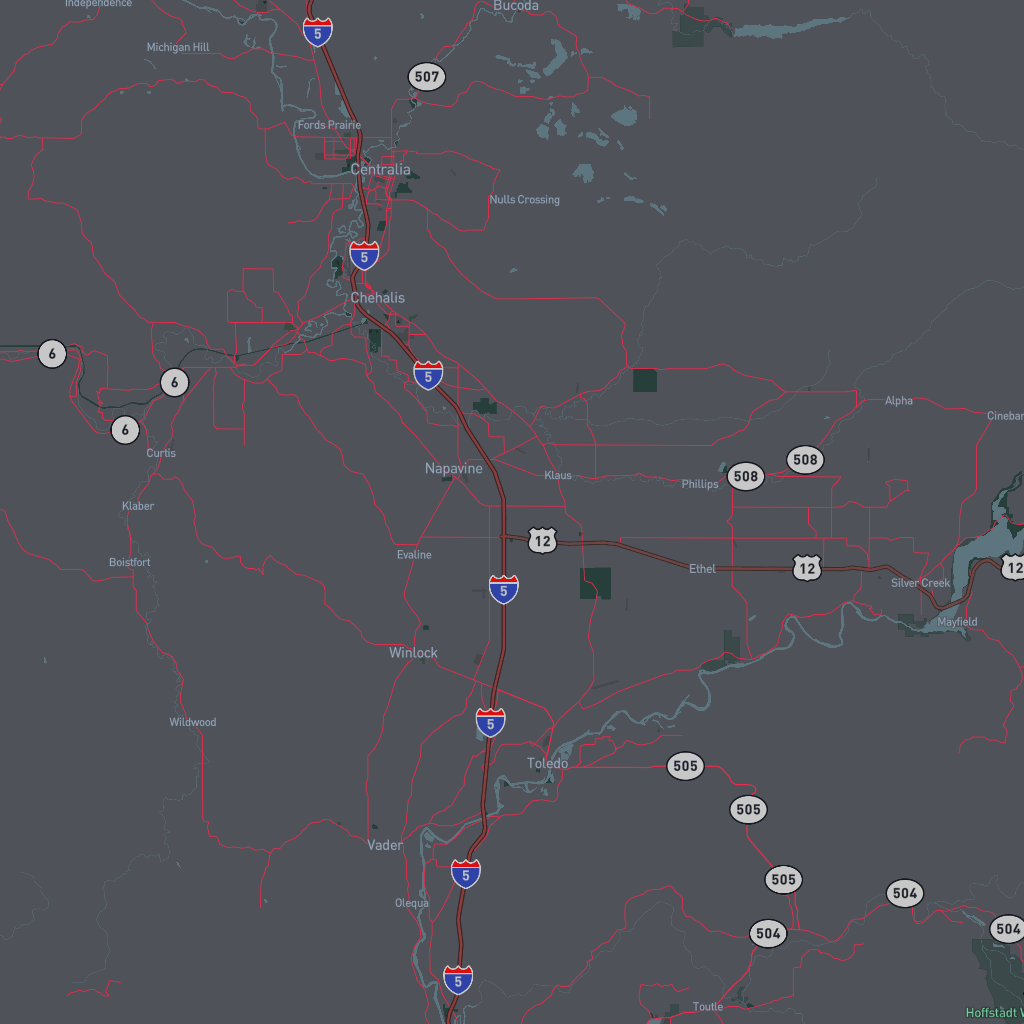 Independence
Bucoda
5
Michigan Hill
507
Fords Prairie
Centralia
Nulls Crossing
5
Chehalis
6
6
5
Alpha
Cinebar
6
Curtis
508
Napavine
Klaus
508
Phillips
Klaber
12
Evaline
Boistfort
Ethel
12
12
Silver Creek
5
Mayfield
Winlock
Wildwood
5
Toledo
505
505
Vader
5
505
504
Olequa
504
504
5
Toutle
Hoffstadt V